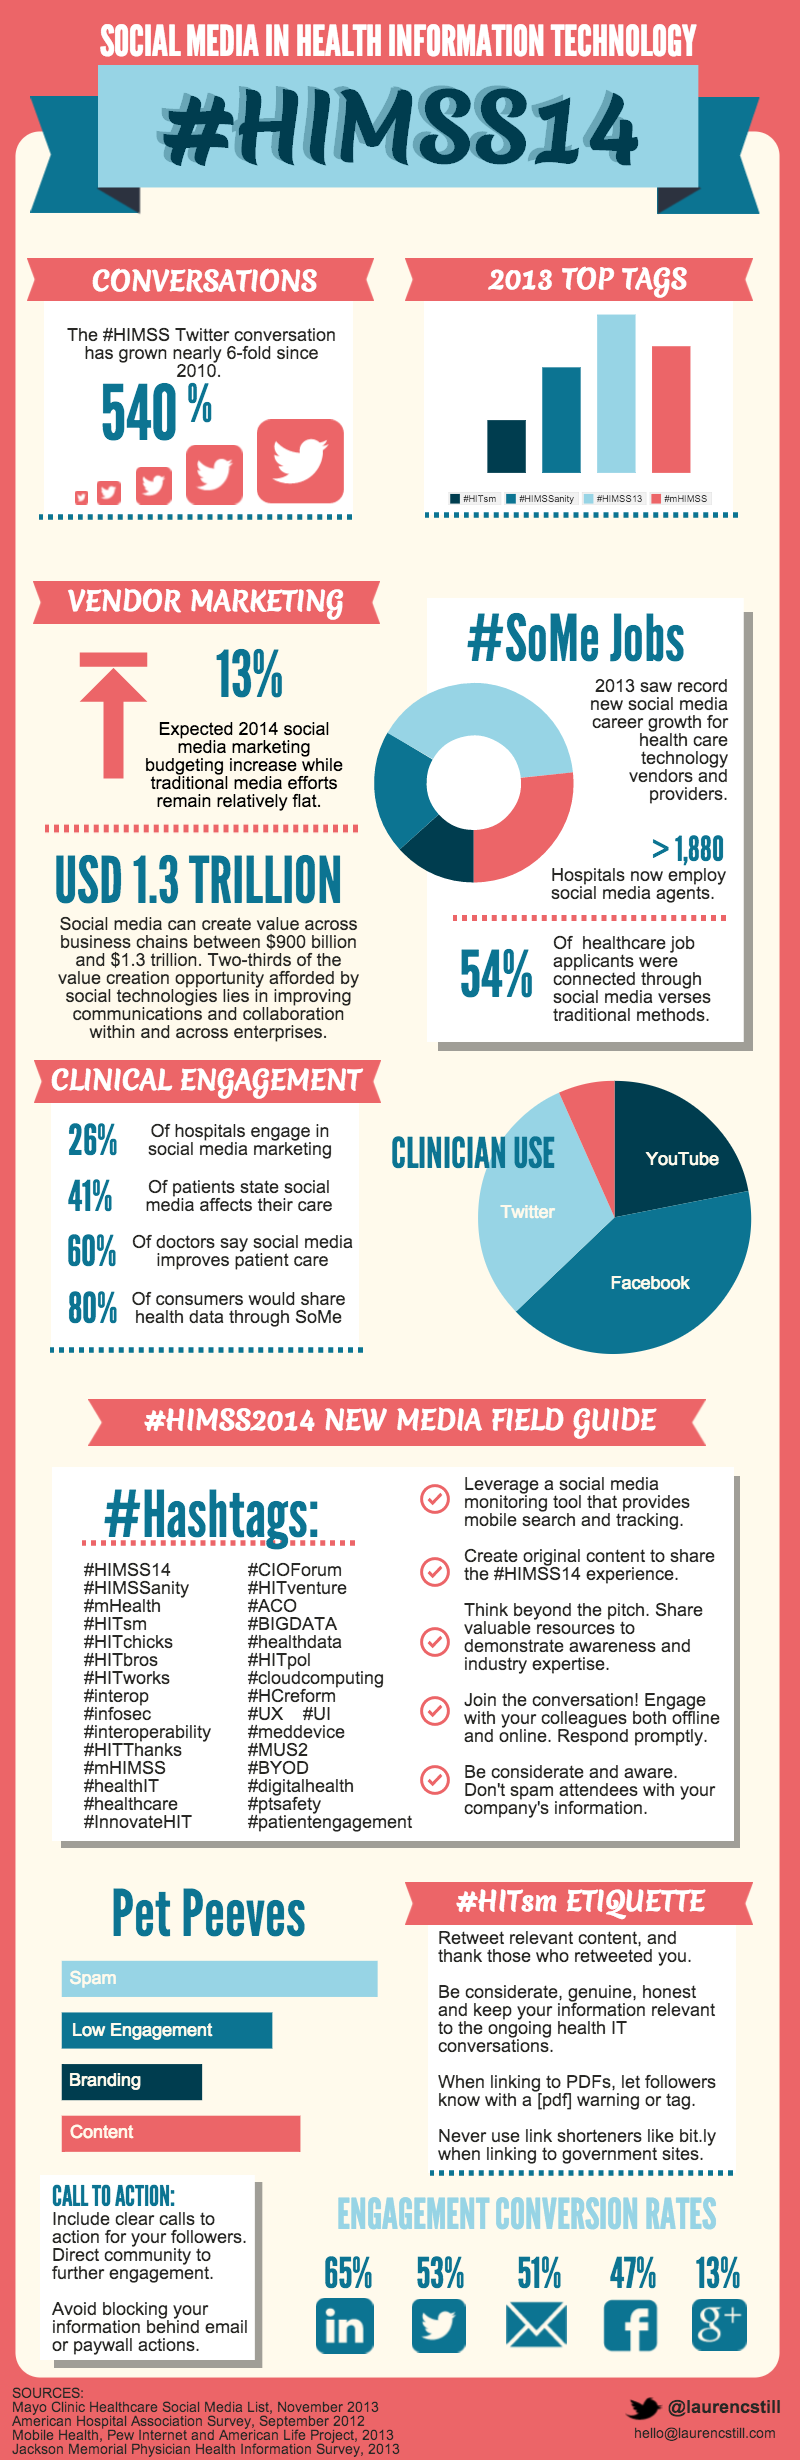 SOCIAL MEDIA IN HEALTH INFORMATION TECHNOLOGY
#HIMSS14
CONVERSATIONS
The #HIMSS Twitter conversation
has grown nearly 6-fold since
2010.
540 %
2013 TOP TAGS
#HITsm #HIMSSanity #HIMSS13 #mHIMSS
VENDOR MARKETING
13%
Expected 2014 social
media marketing
budgeting increase while
traditional media efforts
remain relatively flat.
USD 1.3 TRILLION
Social media can create value across
business chains between $900 billion
and $1.3 trillion. Two-thirds of the
value creation opportunity afforded by
social technologies lies in improving
communications and collaboration
within and across enterprises.
#SoMe Jobs
2013 saw record
new social media
career growth for
health care
technology
vendors and
providers.
> 1,880
Hospitals now employ
social media agents.
54%
Of healthcare job
applicants were
connected through
social media verses
traditional methods.
CLINICAL ENGAGEMENT
26%
Of hospitals engage in
social media marketing
41%
Of patients state social
media affects their care
60%
Of doctors say social media
improves patient care
80%
Of consumers would share
health data through SoMe
CLINICIAN USE
YouTube
Twitter
Facebook
#HIMSS2014 NEW MEDIA FIELD GUIDE
#Hashtags:
#HIMSS14
#HIMSSanity
#mHealth
#HITsm
#HITchicks
#HITbros
#HITworks
#interop
#infosec
#interoperability
#HITThanks
#mHIMSS
#healthIT
#healthcare
#InnovateHIT
#CIOForum
#HITventure
#ACO
#BIGDATA
#healthdata
#HITpol
#cloudcomputing
#HCreform
#UX #UI
#meddevice
#MUS2
#BYOD
#digitalhealth
#ptsafety
#patientengagement
Leverage a social media
monitoring tool that provides
mobile search and tracking.
Create original content to share
the #HIMSS14 experience.
Think beyond the pitch. Share
valuable resources to
demonstrate awareness and
industry expertise.
Join the conversation! Engage
with your colleagues both offline
and online. Respond promptly.
Be considerate and aware.
Don't spam attendees with your
company's information.
Pet Peeves
Spam
Low Engagement
Branding
Content
#HITsm ETIQUETTE
Retweet relevant content, and
thank those who retweeted you.
Be considerate, genuine, honest
and keep your information relevant
to the ongoing health IT
conversations.
When linking to PDFs, let followers
know with a [pdf] warning or tag.
Never use link shorteners like bit.ly
when linking to government sites.
CALL TO ACTION:
Include clear calls to
action for your followers.
Direct community to
further engagement.
Avoid blocking your
information behind email
or paywall actions.
ENGAGEMENT CONVERSION RATES
65% 53% 51% 47% 13%
in f g+
SOURCES:
Mayo Clinic Healthcare Social Media List, November 2013
American Hospital Association Survey, September 2012
Mobile Health, Pew Internet and American Life Project, 2013
Jackson Memorial Physician Health Information Survey, 2013
@laurencstill
hello@laurencstill.com